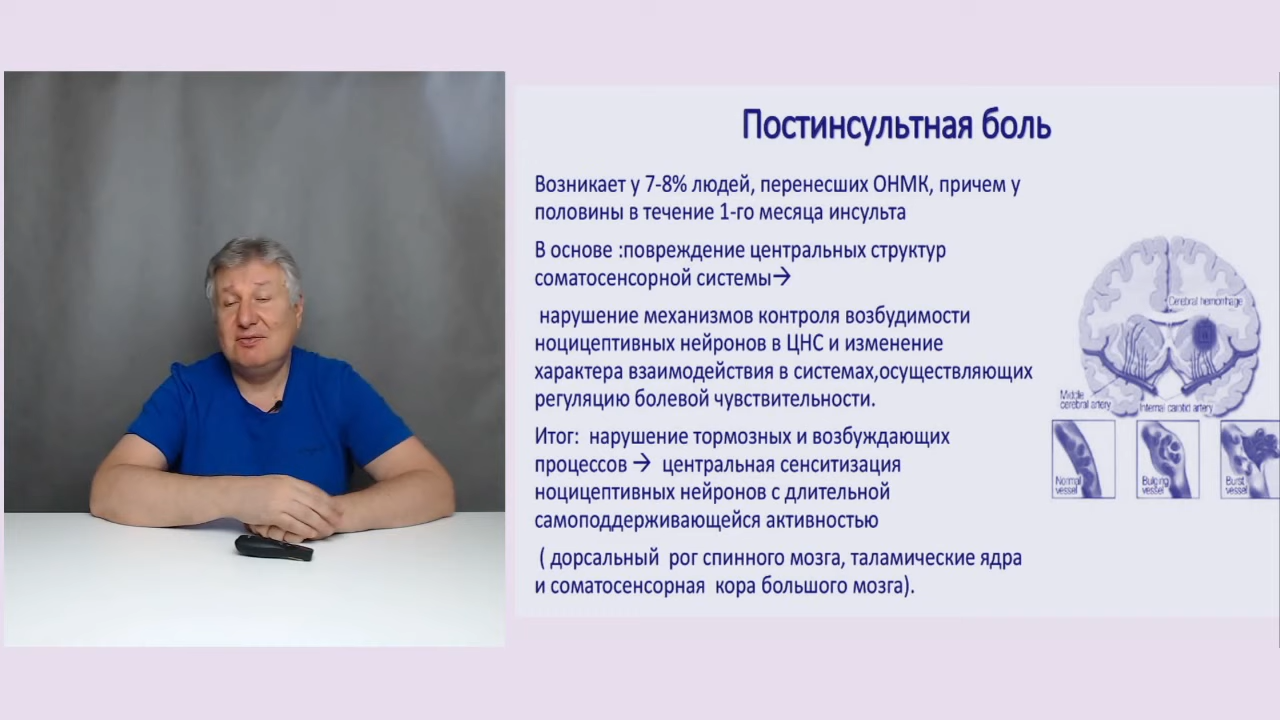 Постинсультная боль
Возникает у 7-8% людей, перенесших ОНМК, причем у
половины в течение 1-го месяца инсульта
В основе :повреждение центральных структур
соматосенсорной системы→
нарушение механизмов контроля возбудимости
ноцицептивных нейронов в ЦНС и изменение
характера взаимодействия в системах,осуществляющих
регуляцию болевой чувствительности.
Итог: нарушение тормозных и возбуждающих
процессов → центральная сенситизация
ноцицептивных нейронов с длительной
самоподдерживающейся активностью
( дорсальный рог спинного мозга, таламические ядра
и соматосенсорная кора большого мозга).
Cerebral hemorrhage
Middle
cerebral artery
Internal carotid artery
Normal
vessel
Bulging
vessel
Burst
vessel